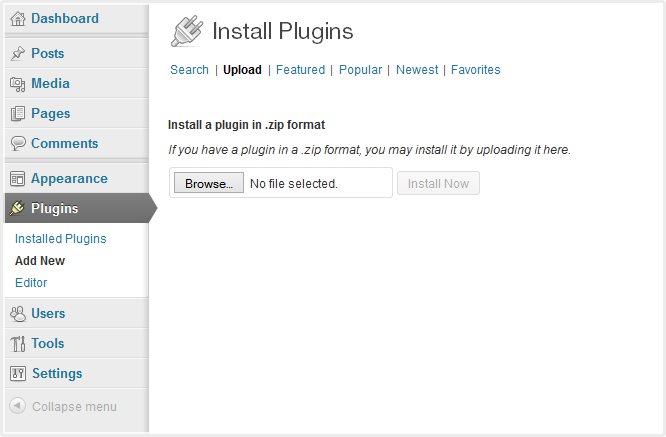 Dashboard
Posts
Media
Pages
Comments
Appearance
Plugins
Installed Plugins
Add New
Editor
Users
Tools
Settings
Collapse menu
Install Plugins
Search | Upload | Featured | Popular | Newest | Favorites
Install a plugin in .zip format
If you have a plugin in a .zip format, you may install it by uploading it here.
Browse... No file selected. Install Now